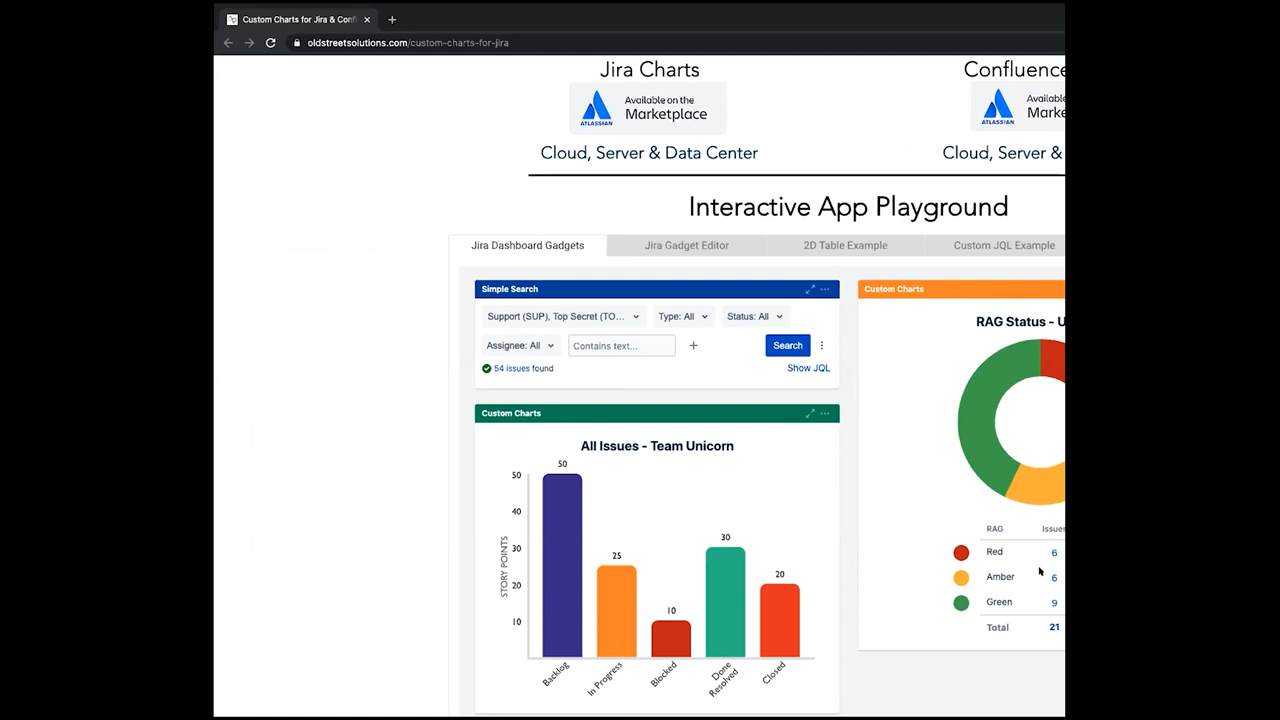 Custom Charts for Jira & Conf
oldstreetsolutions.com/custom-charts-for-jira
Jira Charts
Confluence
ATLASSIAN
Available on the
Marketplace
ATLASSIAN
Availabl
Marke
Cloud, Server & Data Center
Cloud, Server &
Interactive App Playground
Jira Dashboard Gadgets
Jira Gadget Editor
2D Table Example
Custom JQL Example
Simple Search
Support (SUP), Top Secret (TO...
Type: All
Status: All
Assignee: All
Contains text...
Search
54 issues found
Show JQL
Custom Charts
All Issues - Team Unicorn
STORY POINTS
50
40
30
20
10
50
25
10
30
20
Backlog
In Progress
Blocked
Done
Resolved
Closed
Custom Charts
RAG Status - U
RAG Issues
Red 6
Amber 6
Green 9
Total 21